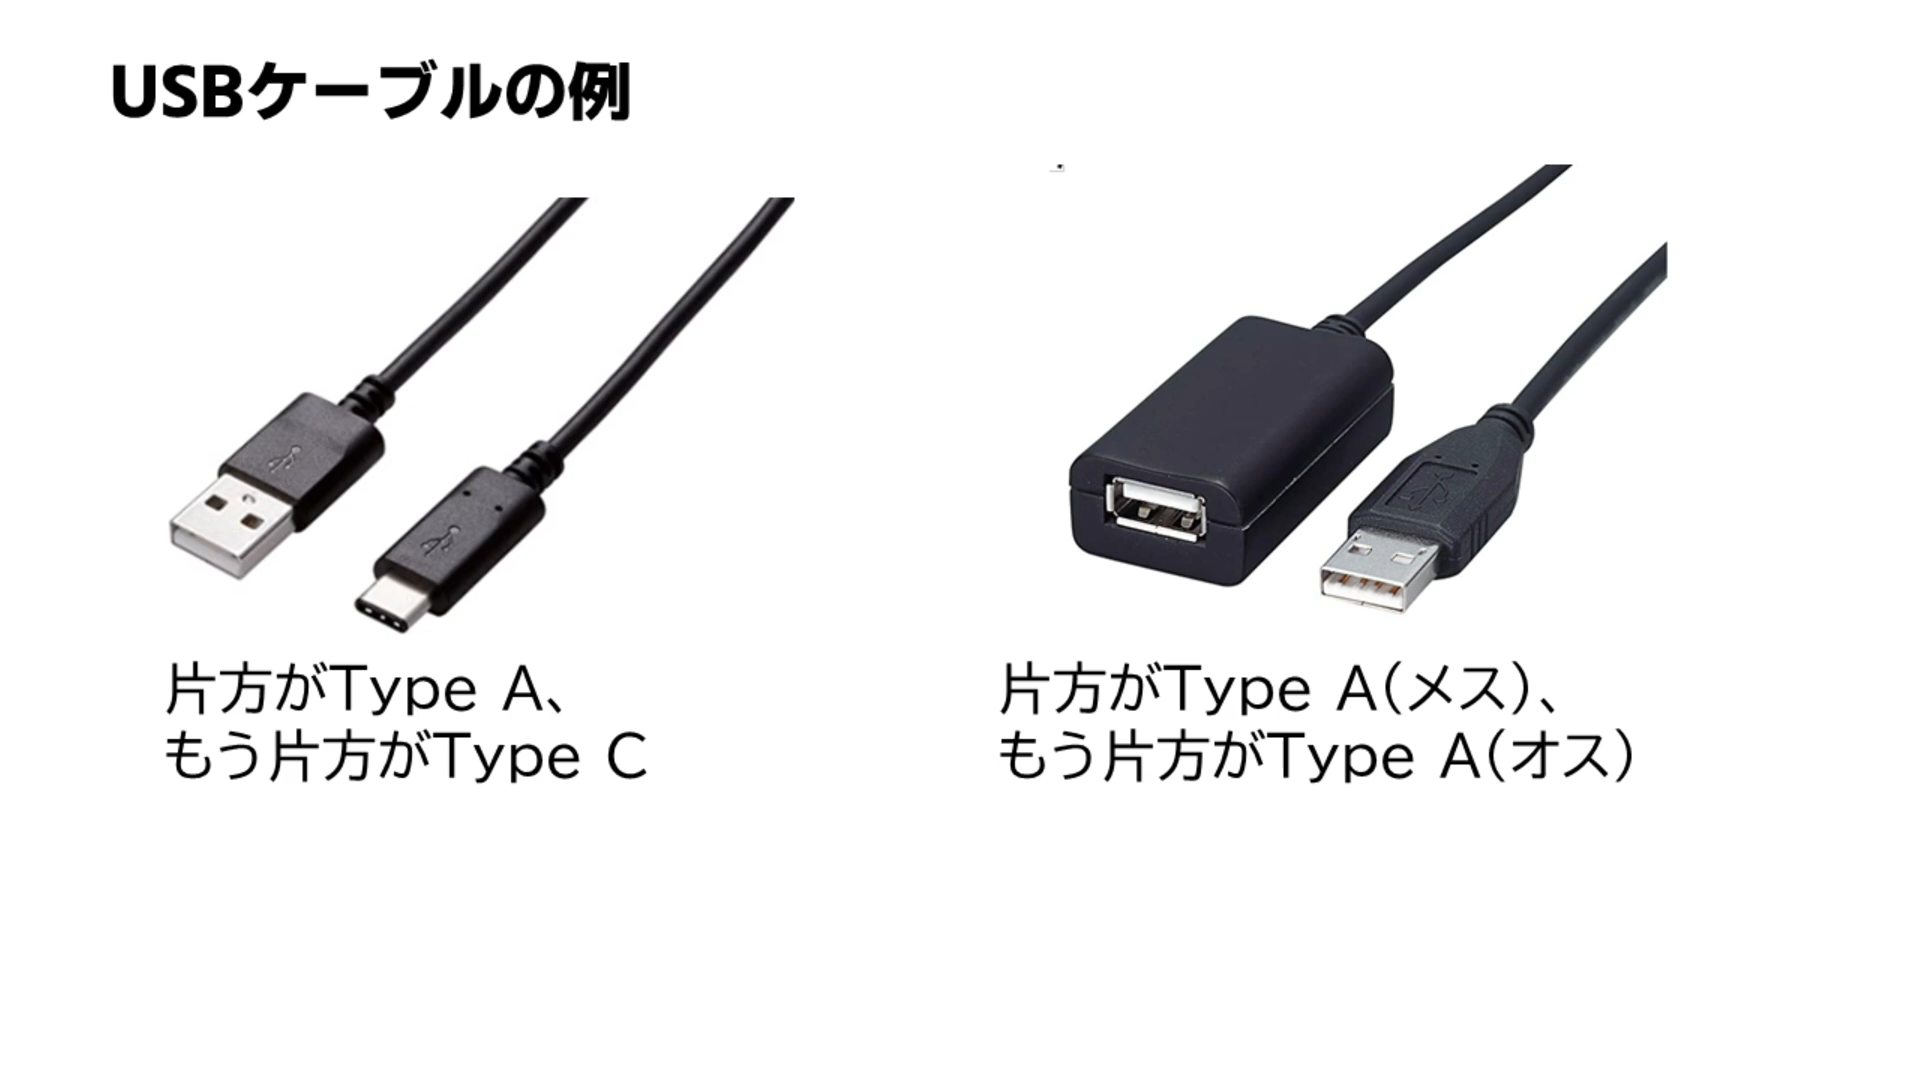 USBケーブルの例
片方がType A、
もう片方がType C
片方がType A(メス)、
もう片方がType A(オス)